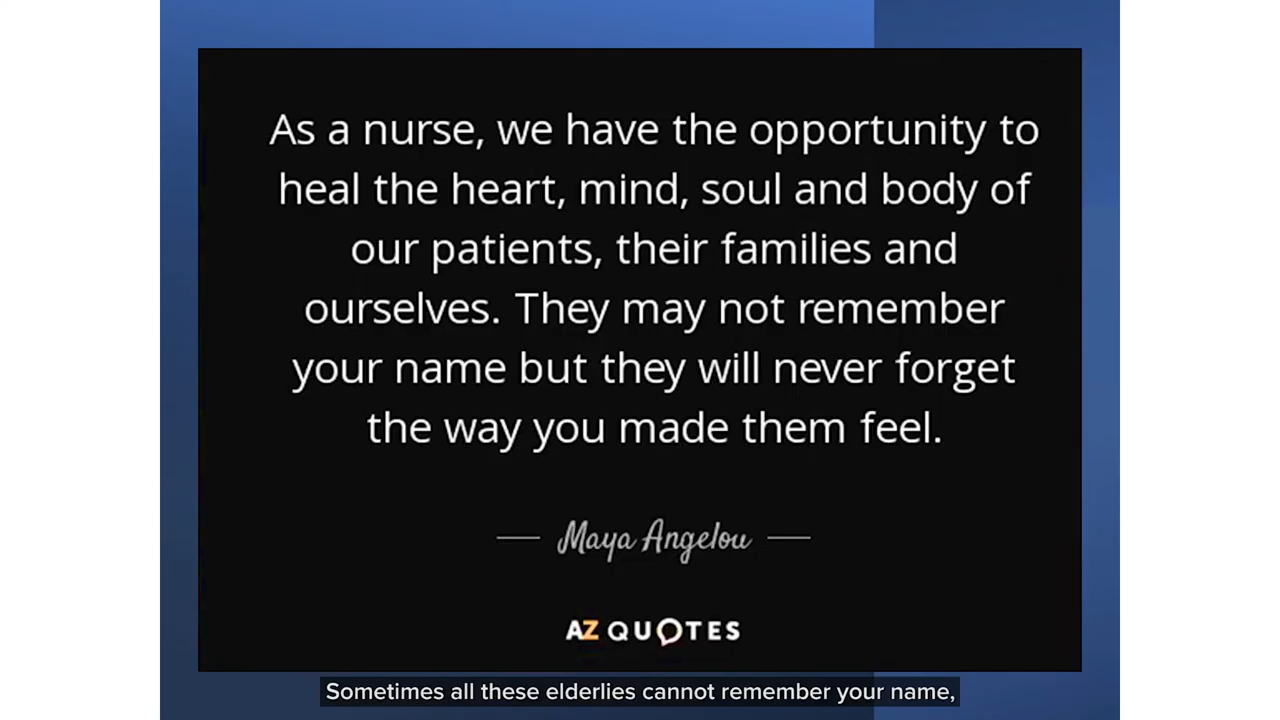 As a nurse, we have the opportunity to
heal the heart, mind, soul and body of
our patients, their families and
ourselves. They may not remember
your name but they will never forget
the way you made them feel.
Maya Angelou
AZ QUOTES
Sometimes all these elderlies cannot remember your name,